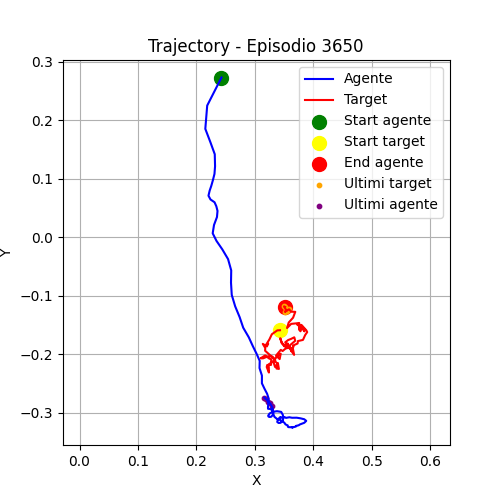 Trajectory - Episodio 3650
0.3
0.2
0.1
0.0
−0.1
−0.2
−0.3
Y
Agente
Target
Start agente
Start target
End agente
Ultimi target
Ultimi agente
0.0 0.1 0.2 0.3 0.4 0.5 0.6
X